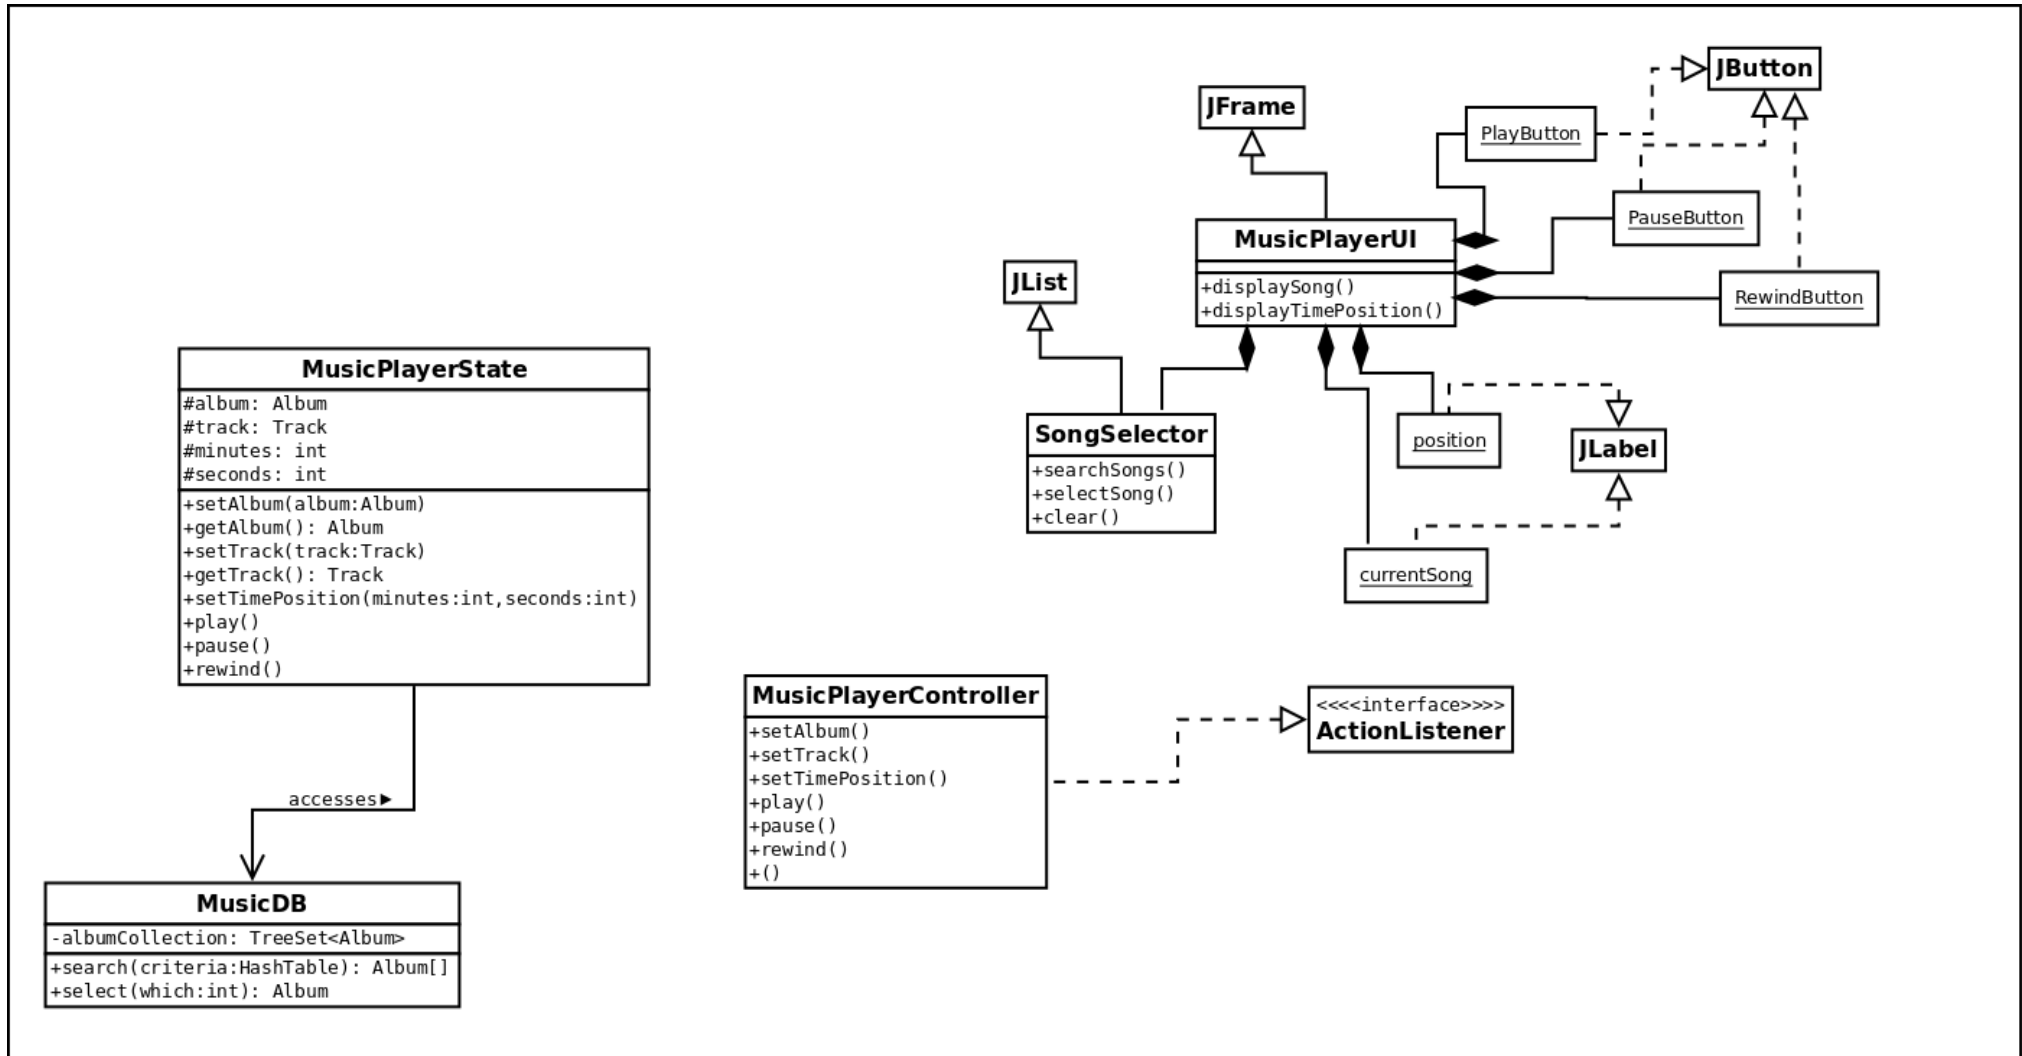 JButton
JFrame
PlayButton
PauseButton
MusicPlayerUI
+displaySong()
+displayTimePosition()
RewindButton
JList
SongSelector
+searchSongs()
+selectSong()
+clear()
position
JLabel
currentSong
MusicPlayerState
#album: Album
#track: Track
#minutes: int
#seconds: int
+setAlbum(album:Album)
+getAlbum(): Album
+setTrack(track:Track)
+getTrack(): Track
+setTimePosition(minutes:int,seconds:int)
+play()
+pause()
+rewind()
accesses▶
MusicDB
-albumCollection: TreeSet<Album>
+search(criteria:HashTable): Album[]
+select(which:int): Album
MusicPlayerController
+setAlbum()
+setTrack()
+setTimePosition()
+play()
+pause()
+rewind()
+()
<<<<interface>>>>
ActionListener